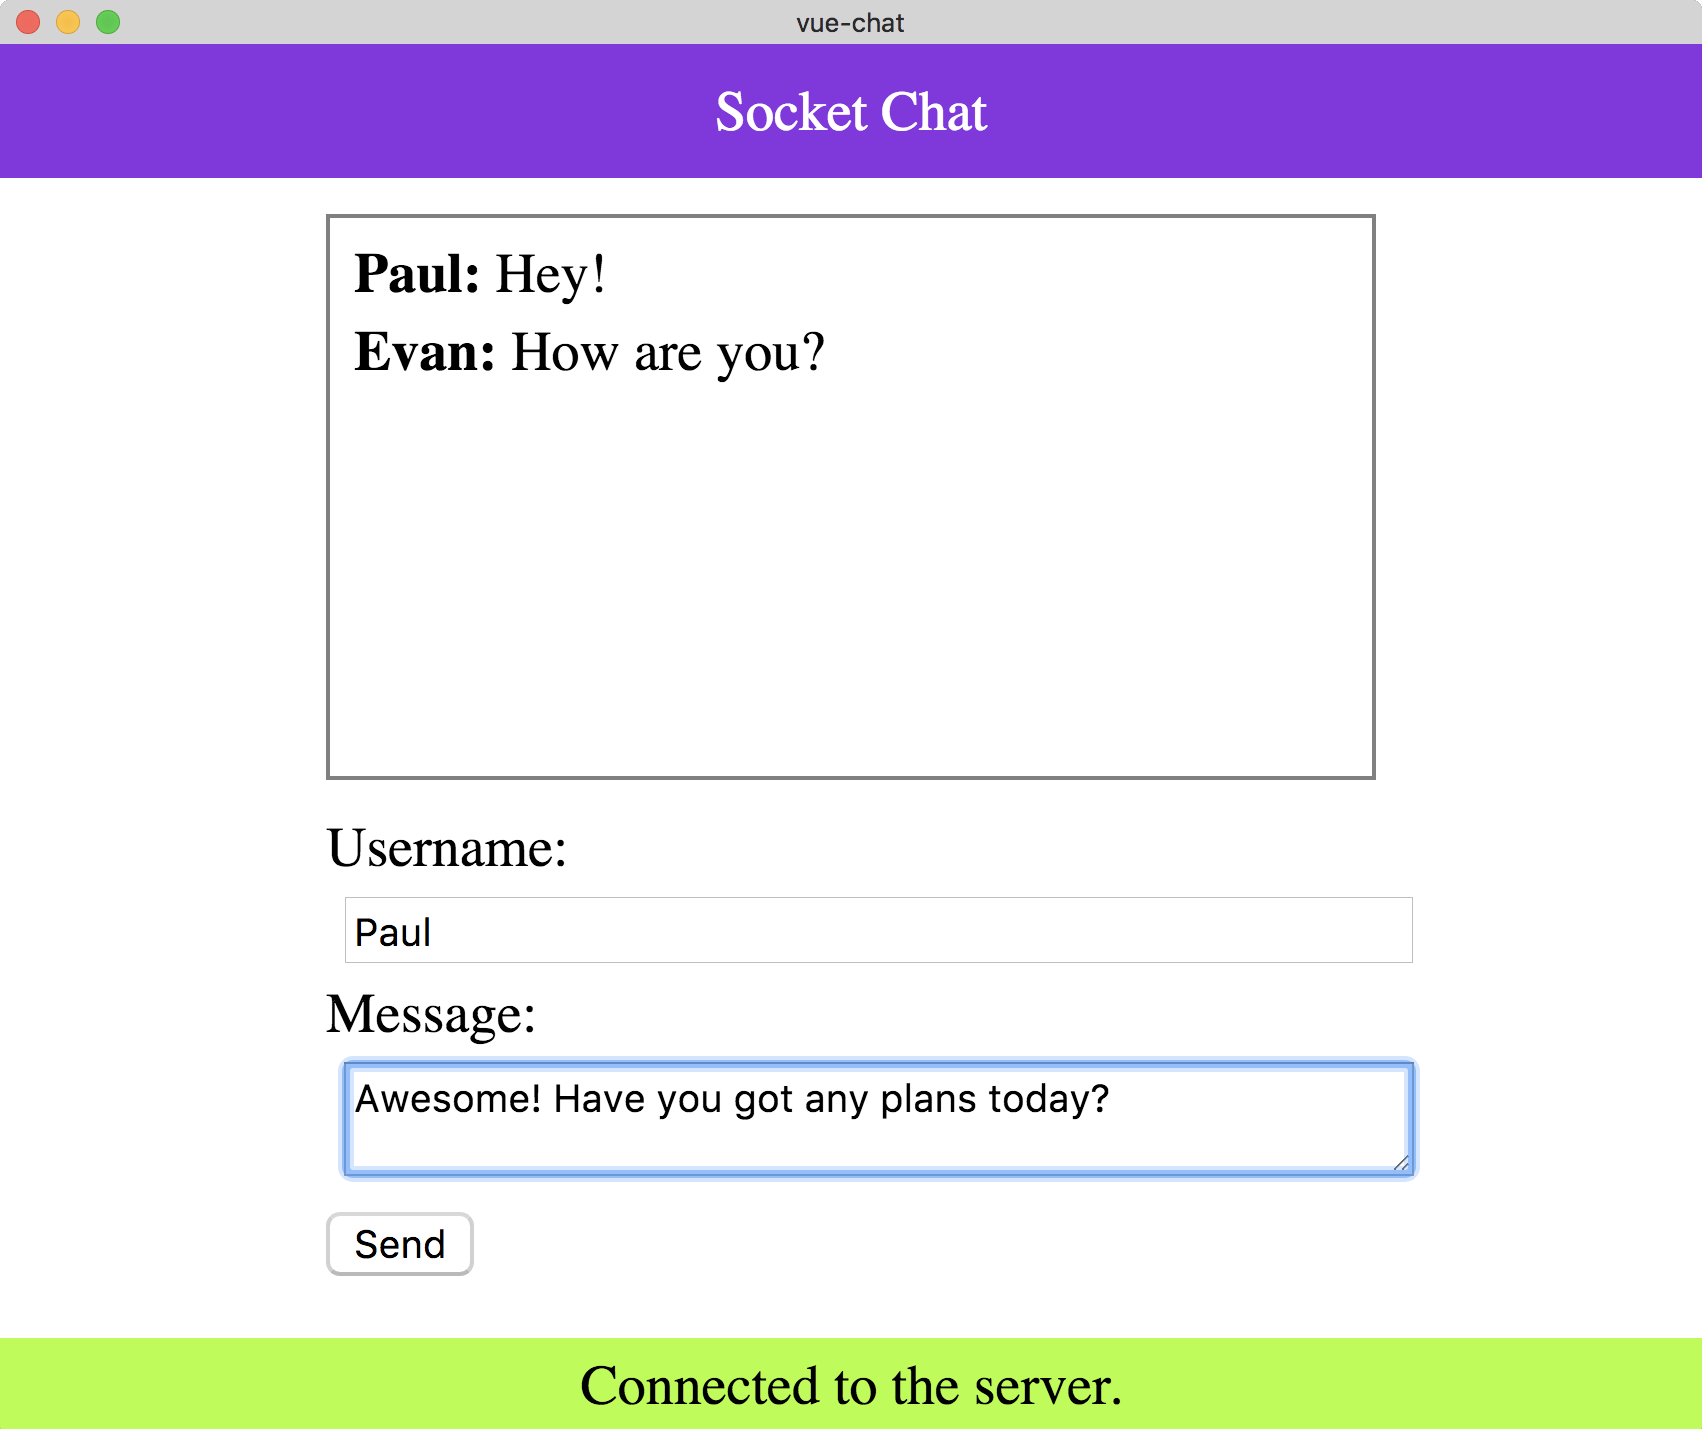 vue-chat
Socket Chat
Paul: Hey!
Evan: How are you?
Username:
Paul
Message:
Awesome! Have you got any plans today?
Send
Connected to the server.